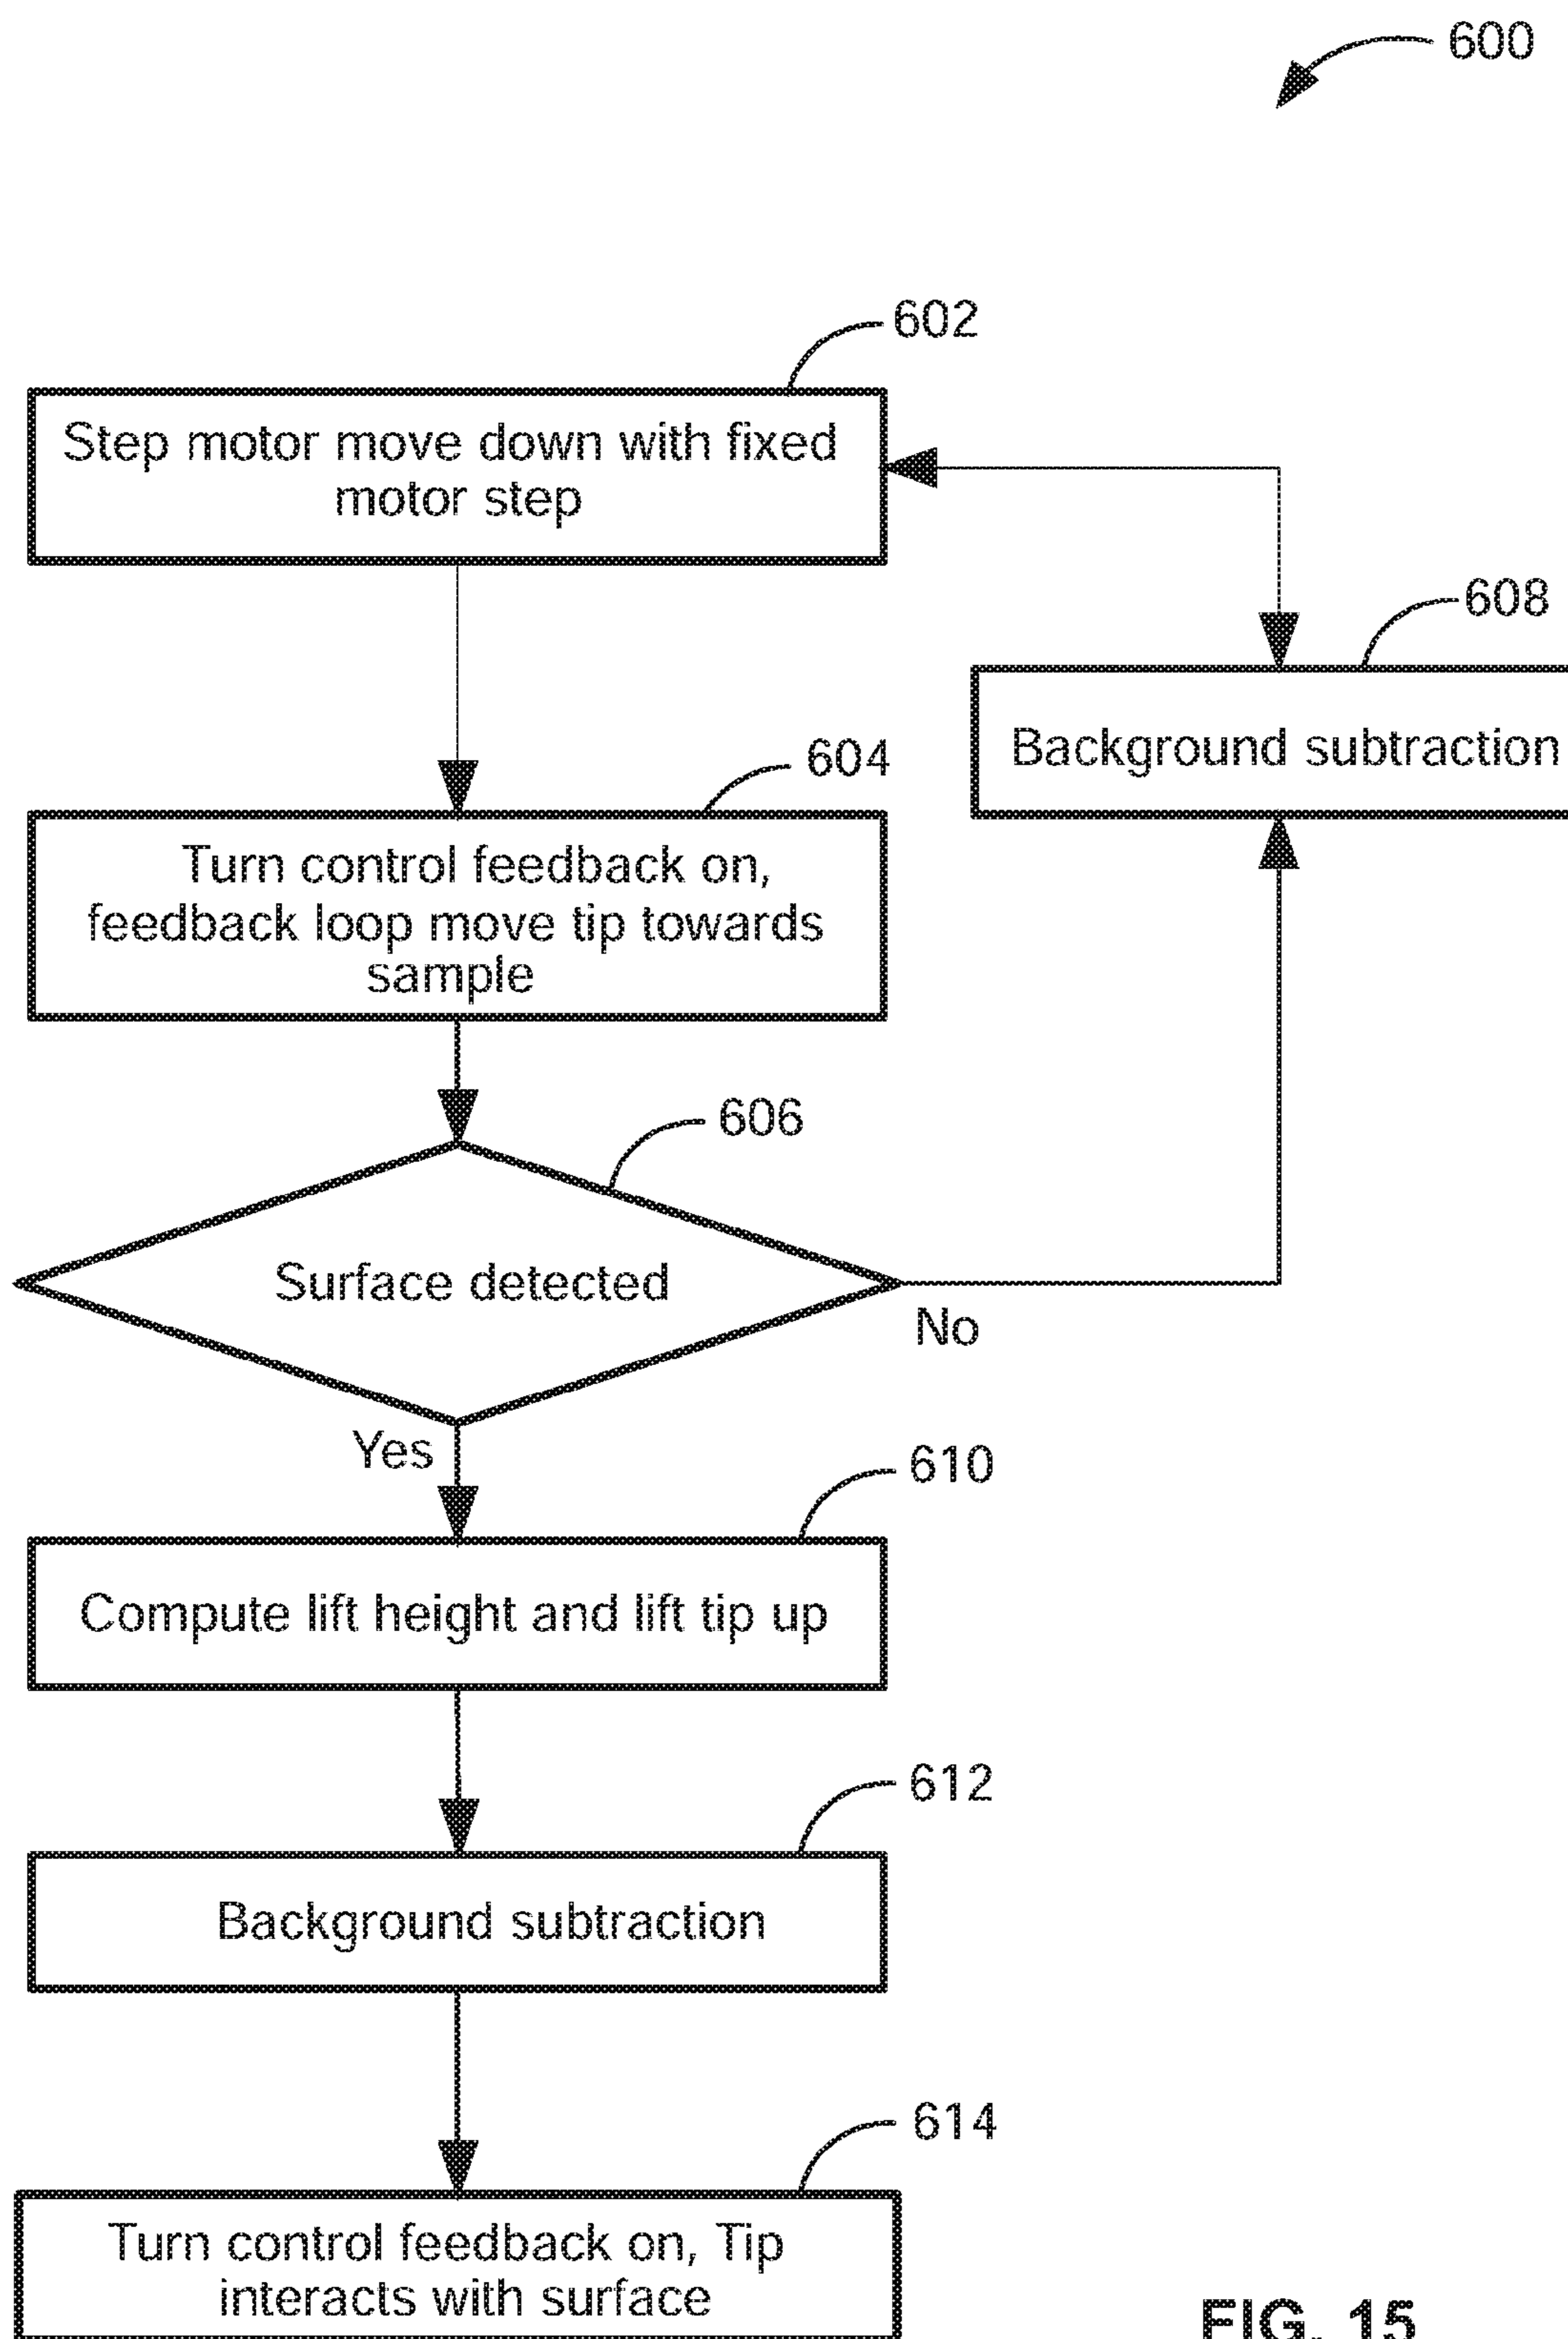 600
602
Step motor move down with fixed
motor step
608
Background subtraction
604
Turn control feedback on,
feedback loop move tip towards
sample
606
Surface detected
No
Yes
610
Compute lift height and lift tip up
612
Background subtraction
614
Turn control feedback on, Tip
interacts with surface
FIG. 15